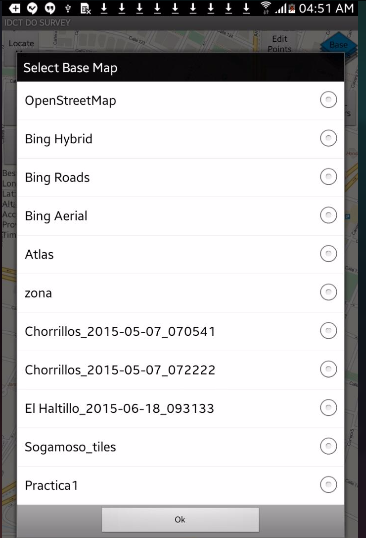 04:51 AM
IDCT DO SURVEY
Locate
Edit
Points
Base
Select Base Map
OpenStreetMap
Bing Hybrid
Bing Roads
Bing Aerial
Atlas
zona
Chorrillos_2015-05-07_070541
Chorrillos_2015-05-07_072222
El Haltillo_2015-06-18_093133
Sogamoso_tiles
Practica1
Ok